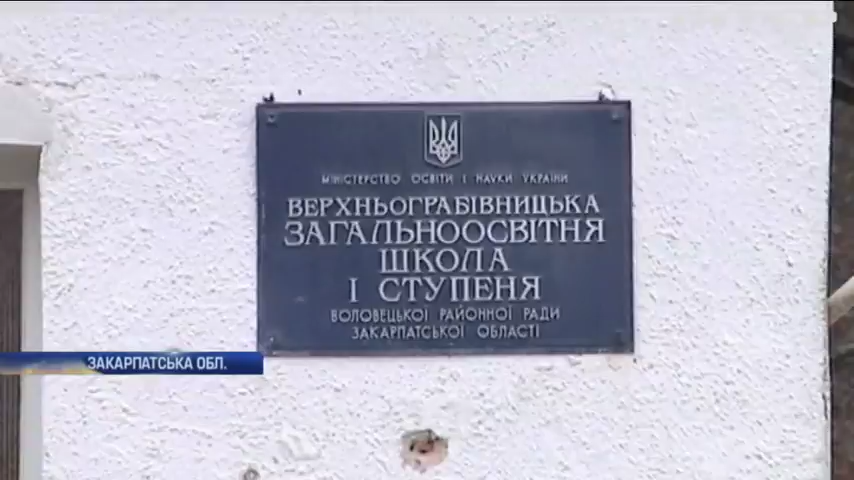 МІНІСТЕРСТВО ОСВІТИ І НАУКИ УКРАЇНИ
ВЕРХНЬОГРАБІВНИЦЬКА
ЗАГАЛЬНООСВІТНЯ
ШКОЛА
І СТУПЕНЯ
ВОЛОВЕЦЬКОЇ РАЙОННОЇ РАДИ
ЗАКАРПАТСЬКОЇ ОБЛАСТІ
ЗАКАРПАТСЬКА ОБЛ.